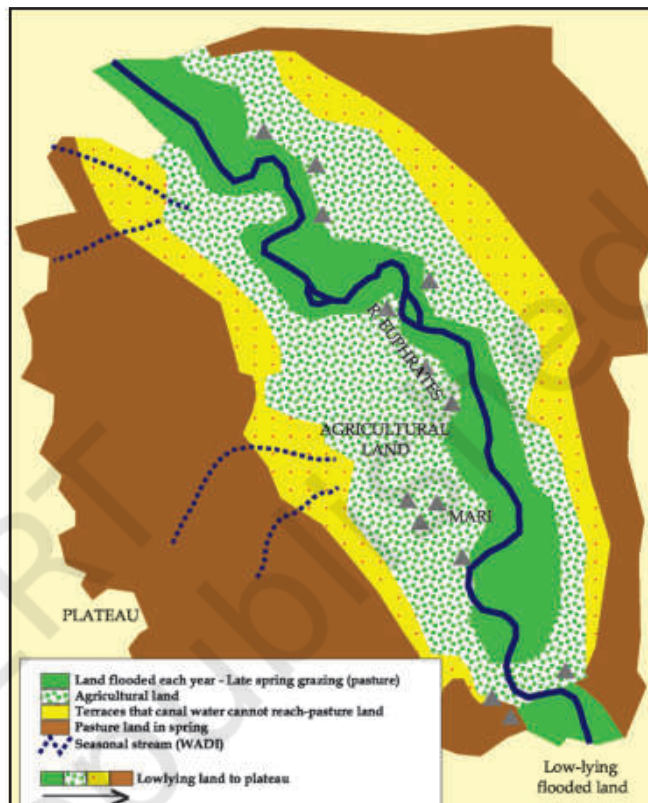 R. EUPHRATES
AGRICULTURAL
LAND
MARI
PLATEAU
Land flooded each year - Late spring grazing (pasture)
Agricultural land
Terraces that canal water cannot reach-pasture land
Pasture land in spring
Seasonal stream (WADI)
Lowlying land to plateau
Low-lying
flooded land